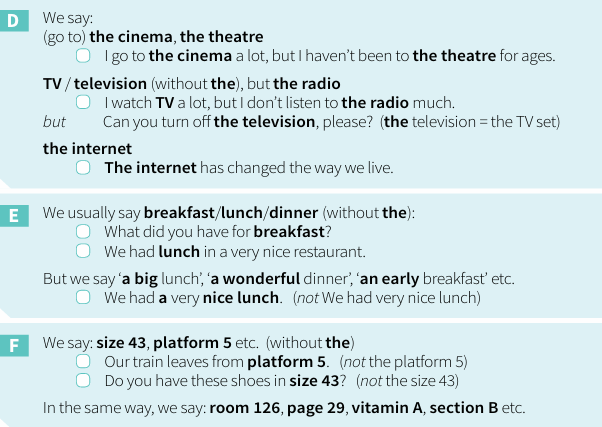 D
We say:
(go to) the cinema, the theatre
I go to the cinema a lot, but I haven't been to the theatre for ages.
TV / television (without the), but the radio
I watch TV a lot, but I don't listen to the radio much.
but Can you turn off the television, please? (the television = the TV set)
the internet
The internet has changed the way we live.
E
We usually say breakfast/lunch/dinner (without the):
What did you have for breakfast?
We had lunch in a very nice restaurant.
But we say ‘a big lunch’, ‘a wonderful dinner’, ‘an early breakfast’ etc.
We had a very nice lunch. (not We had very nice lunch)
F
We say: size 43, platform 5 etc. (without the)
Our train leaves from platform 5. (not the platform 5)
Do you have these shoes in size 43? (not the size 43)
In the same way, we say: room 126, page 29, vitamin A, section B etc.